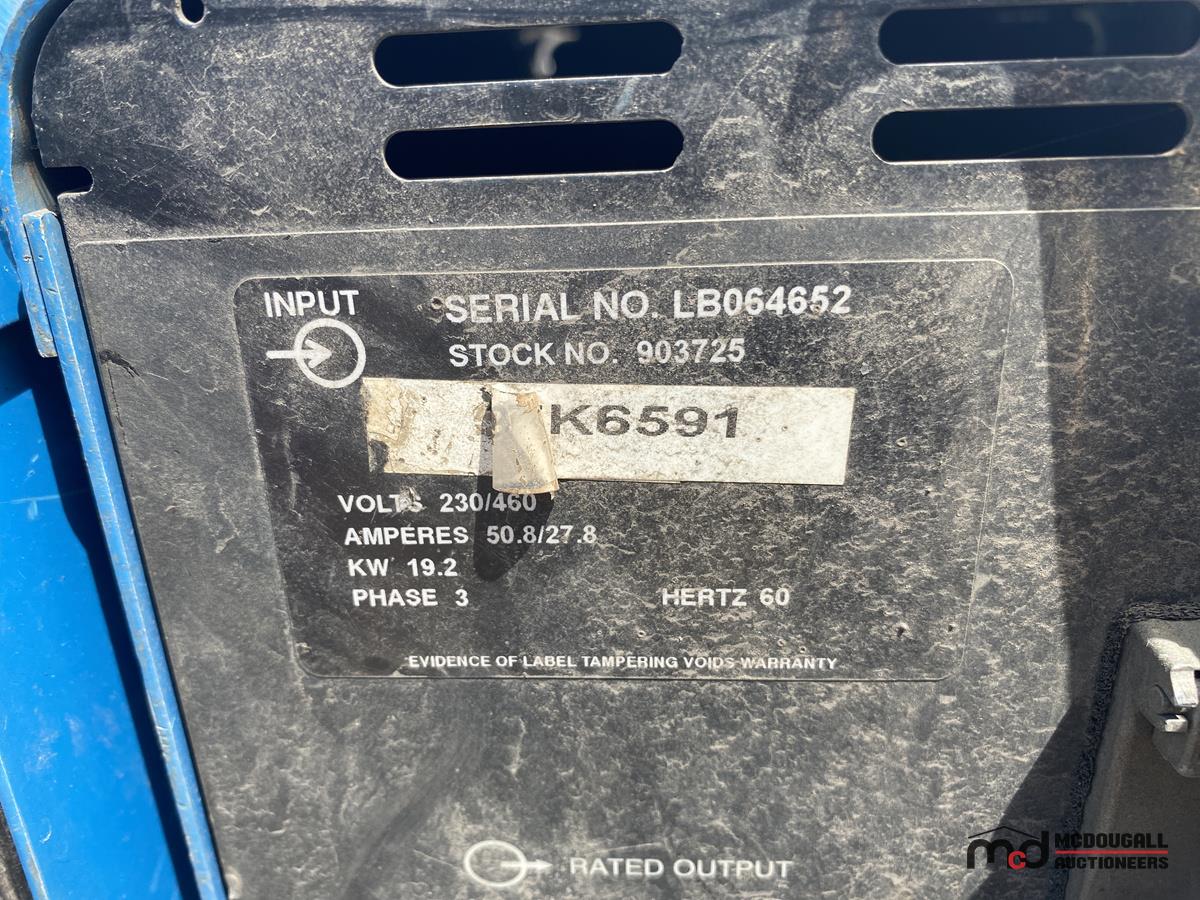 INPUT
SERIAL NO. LB064652
STOCK NO. 903725
K6591
VOLTS 230/460
AMPERES 50.8/27.8
KW 19.2
PHASE 3
HERTZ 60
EVIDENCE OF LABEL TAMPERING VOIDS WARRANTY
RATED OUTPUT
mcd MCDOUGALL
AUCTIONEERS